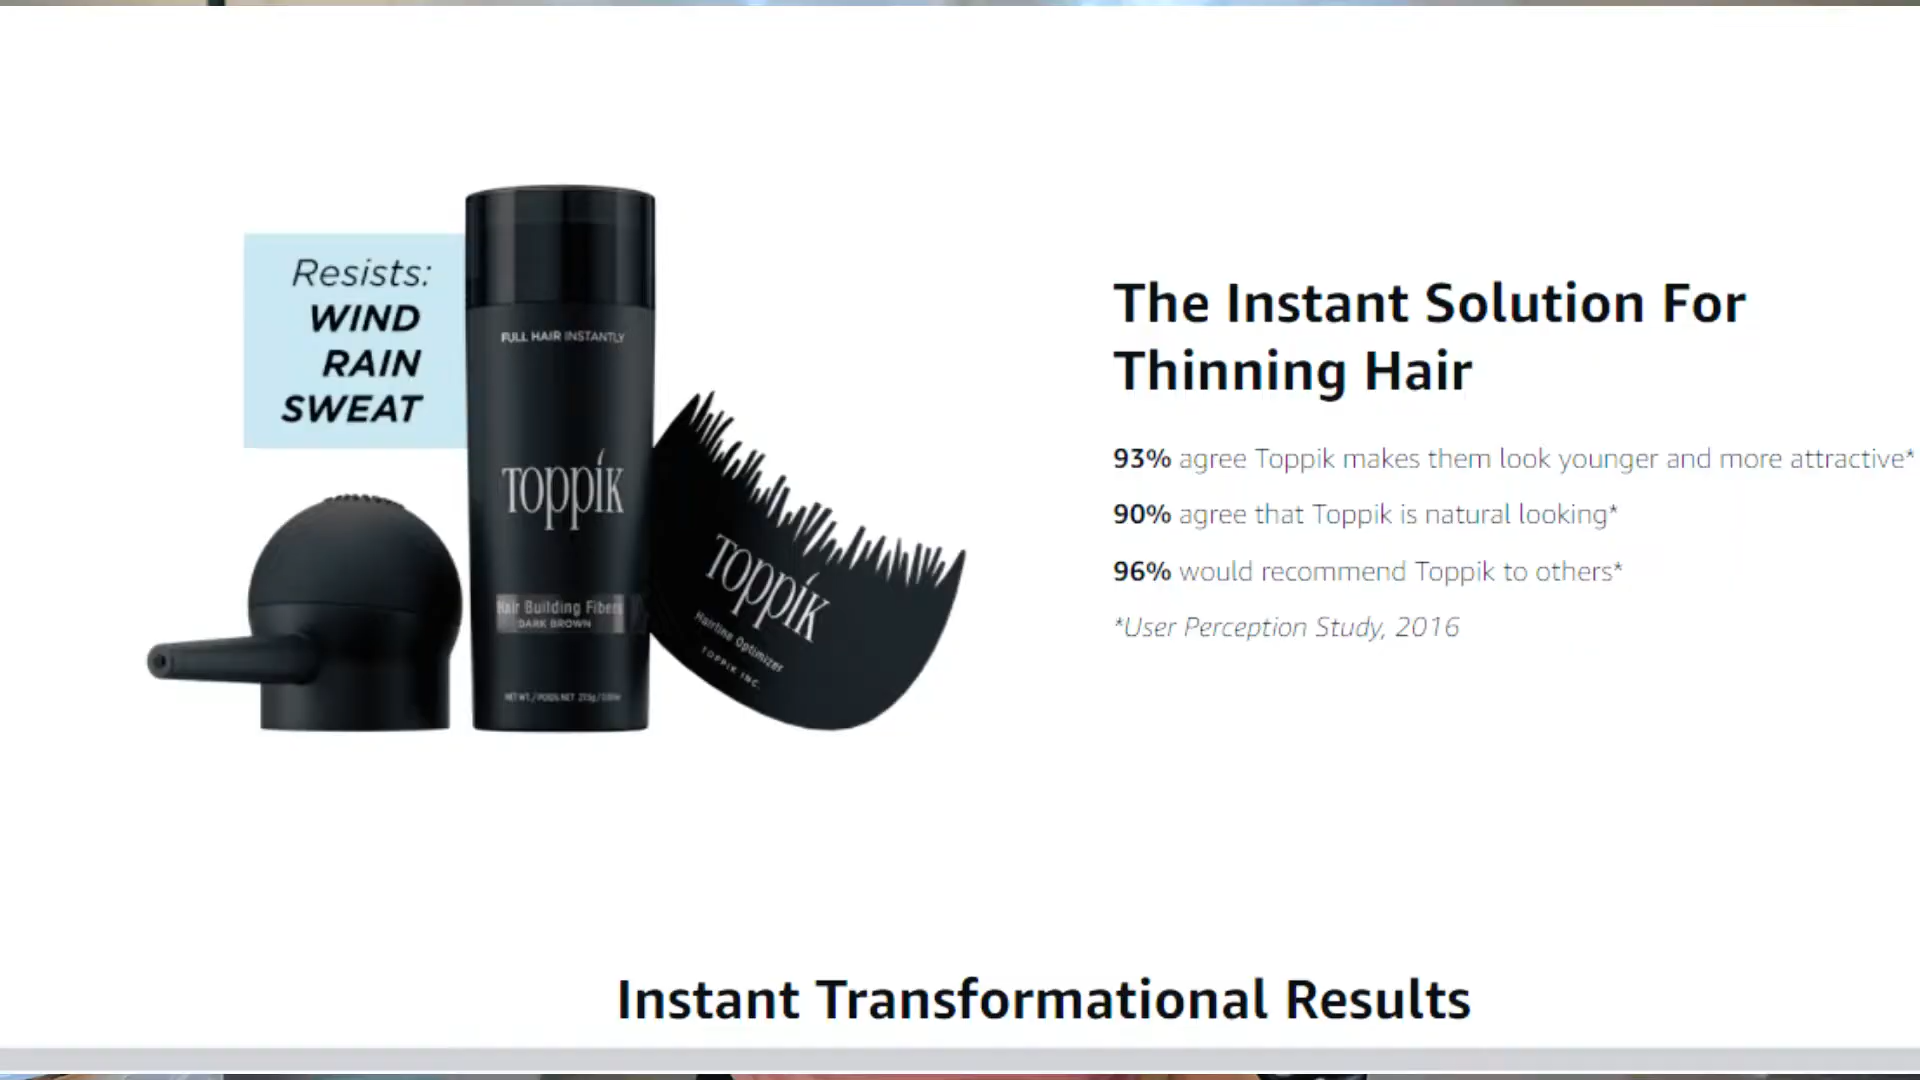 Resists:
WIND
RAIN
SWEAT
FULL HAIR INSTANTLY
Toppik
Hair Building Fibers
DARK BROWN
Toppik
Hairline Optimizer
TOPPIK INC.
The Instant Solution For
Thinning Hair
93% agree Toppik makes them look younger and more attractive*
90% agree that Toppik is natural looking*
96% would recommend Toppik to others*
*User Perception Study, 2016
Instant Transformational Results